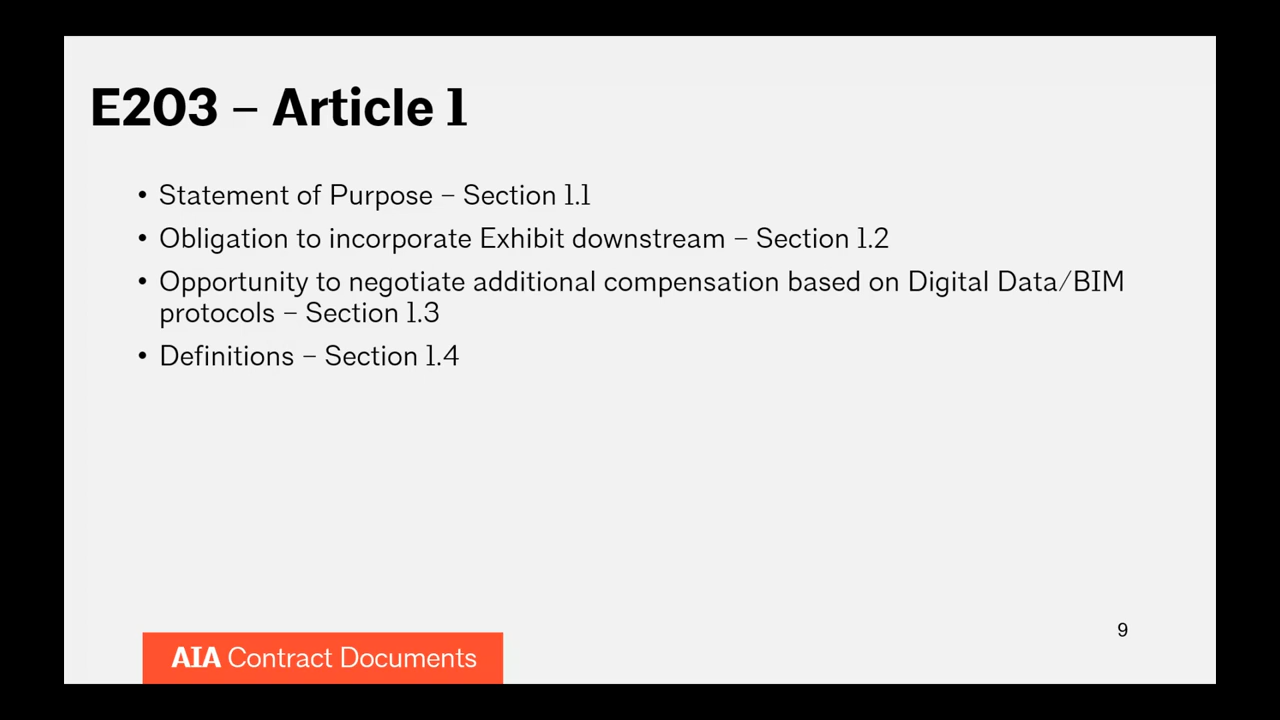 E203 – Article 1
• Statement of Purpose – Section 1.1
• Obligation to incorporate Exhibit downstream – Section 1.2
• Opportunity to negotiate additional compensation based on Digital Data/BIM
protocols – Section 1.3
• Definitions – Section 1.4
9
AIA Contract Documents